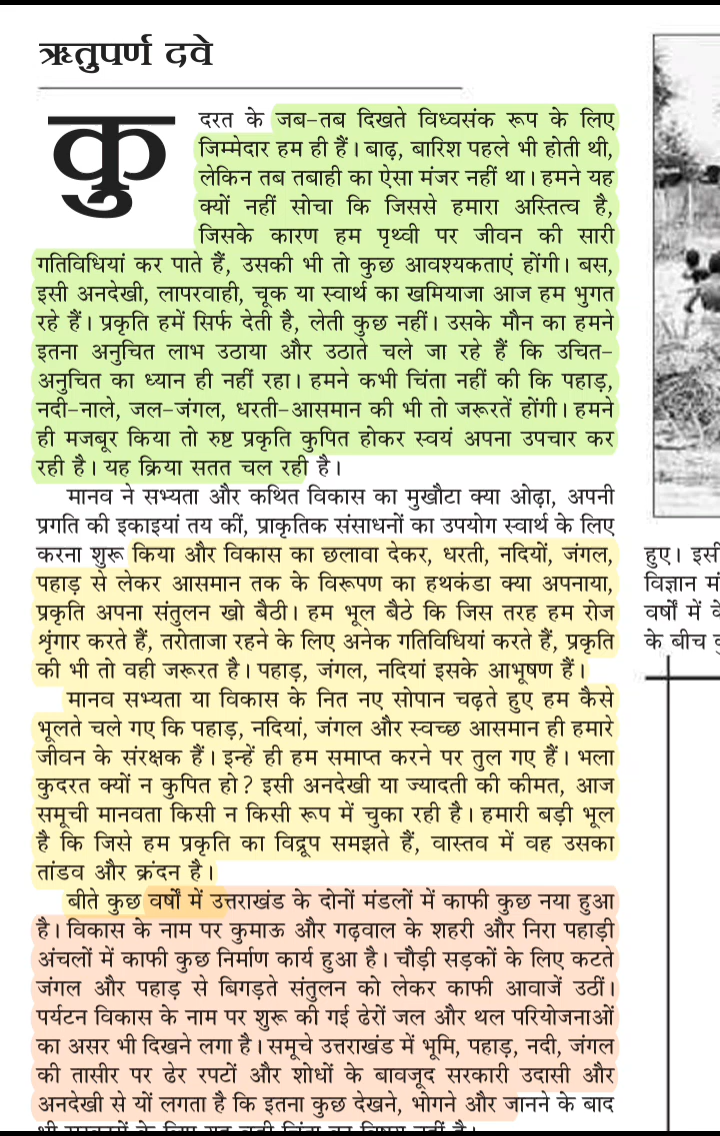 ऋतुपर्ण दवे
कुदरत के जब-तब दिखते विध्वसंक रूप के लिए
जिम्मेदार हम ही हैं। बाढ़, बारिश पहले भी होती थी,
लेकिन तब तबाही का ऐसा मंजर नहीं था। हमने यह
क्यों नहीं सोचा कि जिससे हमारा अस्तित्व है,
जिसके कारण हम पृथ्वी पर जीवन की सारी
गतिविधियां कर पाते हैं, उसकी भी तो कुछ आवश्यकताएं होंगी। बस,
इसी अनदेखी, लापरवाही, चूक या स्वार्थ का खमियाजा आज हम भुगत
रहे हैं। प्रकृति हमें सिर्फ देती है, लेती कुछ नहीं। उसके मौन का हमने
इतना अनुचित लाभ उठाया और उठाते चले जा रहे हैं कि उचित-
अनुचित का ध्यान ही नहीं रहा। हमने कभी चिंता नहीं की कि पहाड़,
नदी-नाले, जल-जंगल, धरती-आसमान की भी तो जरूरतें होंगी। हमने
ही मजबूर किया तो रुष्ट प्रकृति कुपित होकर स्वयं अपना उपचार कर
रही है। यह क्रिया सतत चल रही है।
मानव ने सभ्यता और कथित विकास का मुखौटा क्या ओढ़ा, अपनी
प्रगति की इकाइयां तय कीं, प्राकृतिक संसाधनों का उपयोग स्वार्थ के लिए
करना शुरू किया और विकास का छलावा देकर, धरती, नदियों, जंगल,
पहाड़ से लेकर आसमान तक के विरूपण का हथकंडा क्या अपनाया,
प्रकृति अपना संतुलन खो बैठी। हम भूल बैठे कि जिस तरह हम रोज
शृंगार करते हैं, तरोताजा रहने के लिए अनेक गतिविधियां करते हैं, प्रकृति
की भी तो वही जरूरत है। पहाड़, जंगल, नदियां इसके आभूषण हैं।
मानव सभ्यता या विकास के नित नए सोपान चढ़ते हुए हम कैसे
भूलते चले गए कि पहाड़, नदियां, जंगल और स्वच्छ आसमान ही हमारे
जीवन के संरक्षक हैं। इन्हें ही हम समाप्त करने पर तुल गए हैं। भला
कुदरत क्यों न कुपित हो? इसी अनदेखी या ज्यादती की कीमत, आज
समूची मानवता किसी न किसी रूप में चुका रही है। हमारी बड़ी भूल
है कि जिसे हम प्रकृति का विद्रूप समझते हैं, वास्तव में वह उसका
तांडव और क्रंदन है।
बीते कुछ वर्षों में उत्तराखंड के दोनों मंडलों में काफी कुछ नया हुआ
है। विकास के नाम पर कुमाऊ और गढ़वाल के शहरी और निरा पहाड़ी
अंचलों में काफी कुछ निर्माण कार्य हुआ है। चौड़ी सड़कों के लिए कटते
जंगल और पहाड़ से बिगड़ते संतुलन को लेकर काफी आवाजें उठीं।
पर्यटन विकास के नाम पर शुरू की गई ढेरों जल और थल परियोजनाओं
का असर भी दिखने लगा है। समूचे उत्तराखंड में भूमि, पहाड़, नदी, जंगल
की तासीर पर ढेर रपटों और शोधों के बावजूद सरकारी उदासी और
अनदेखी से यों लगता है कि इतना कुछ देखने, भोगने और जानने के बाद
हुए। इसी
विज्ञान मं
वर्षों में वे
के बीच